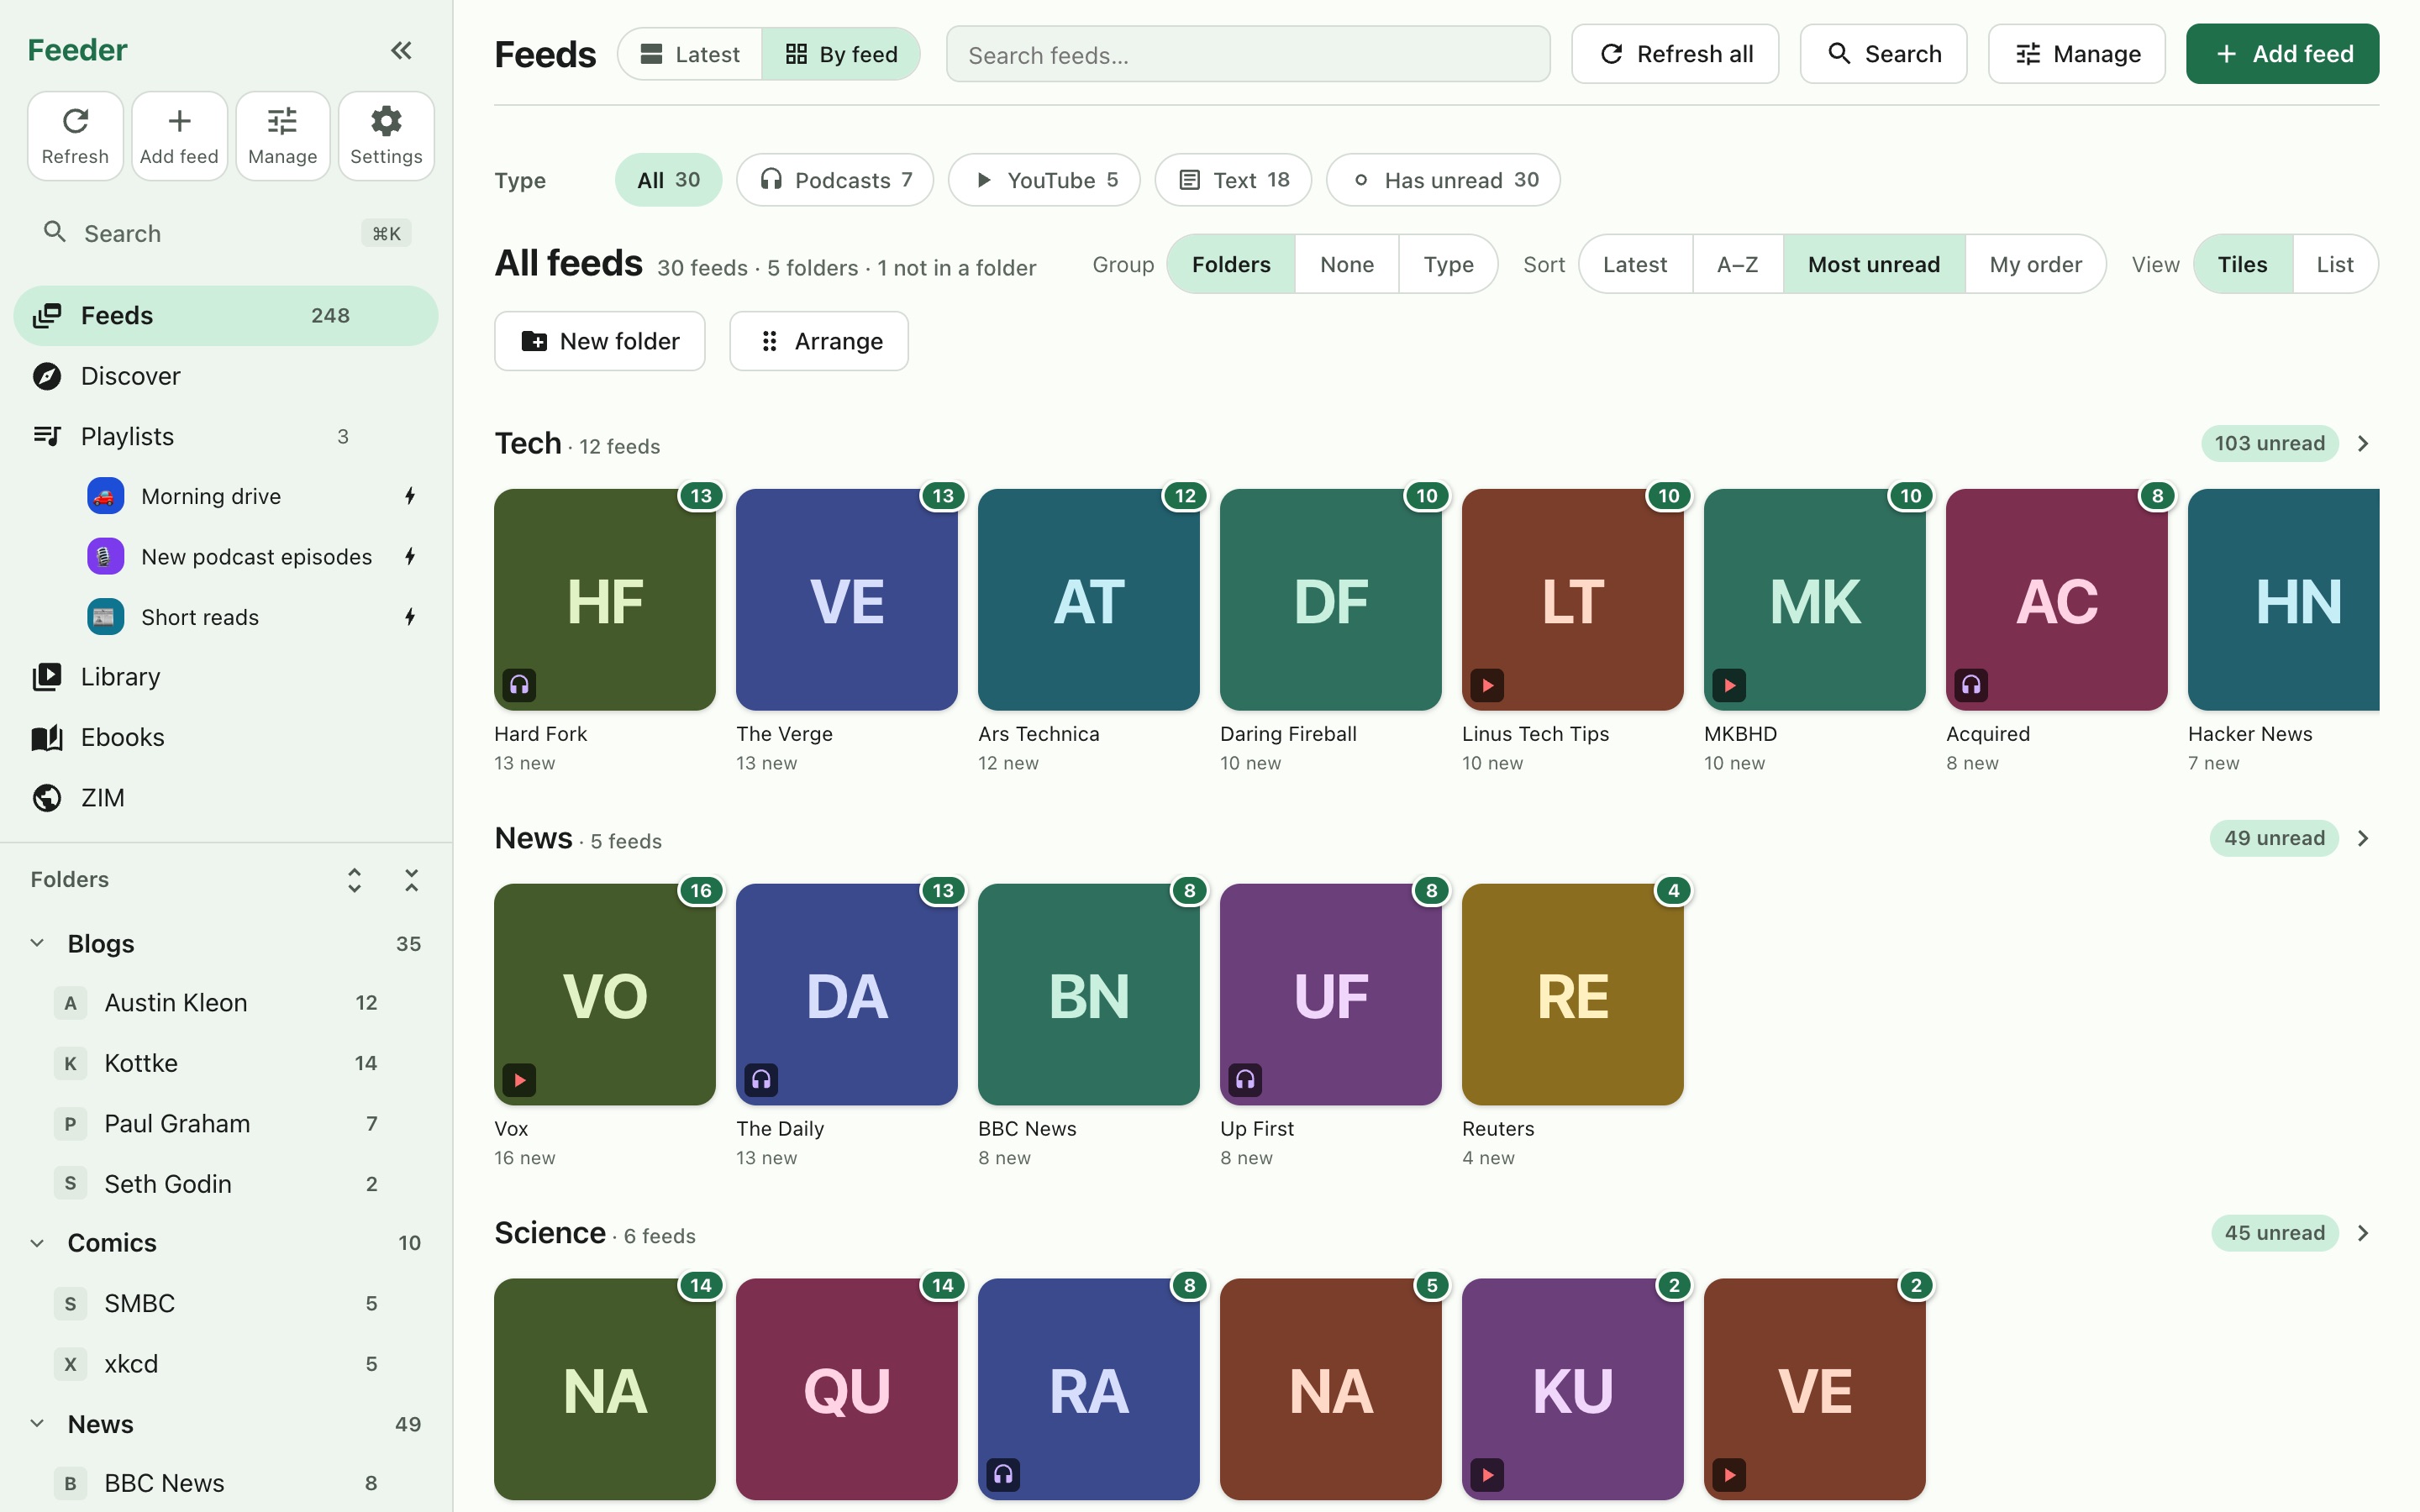 Feeder
Refresh
Add feed
Manage
Settings
Search
⌘K
Feeds
248
Discover
Playlists
3
Morning drive
New podcast episodes
Short reads
Library
Ebooks
ZIM
Folders
Blogs
35
A
Austin Kleon
12
K
Kottke
14
P
Paul Graham
7
S
Seth Godin
2
Comics
10
S
SMBC
5
X
xkcd
5
News
49
B
BBC News
8
Feeds
Latest
By feed
Search feeds...
Refresh all
Search
Manage
Add feed
Type
All 30
Podcasts 7
YouTube 5
Text 18
Has unread 30
All feeds
30 feeds · 5 folders · 1 not in a folder
Group
Folders
None
Type
Sort
Latest
A–Z
Most unread
My order
View
Tiles
List
New folder
Arrange
Tech · 12 feeds
103 unread
13
HF
Hard Fork
13 new
13
VE
The Verge
13 new
12
AT
Ars Technica
12 new
10
DF
Daring Fireball
10 new
10
LT
Linus Tech Tips
10 new
10
MK
MKBHD
10 new
8
AC
Acquired
8 new
HN
Hacker News
7 new
News · 5 feeds
49 unread
16
VO
Vox
16 new
13
DA
The Daily
13 new
8
BN
BBC News
8 new
8
UF
Up First
8 new
4
RE
Reuters
4 new
Science · 6 feeds
45 unread
14
NA
14
QU
8
RA
5
NA
2
KU
2
VE